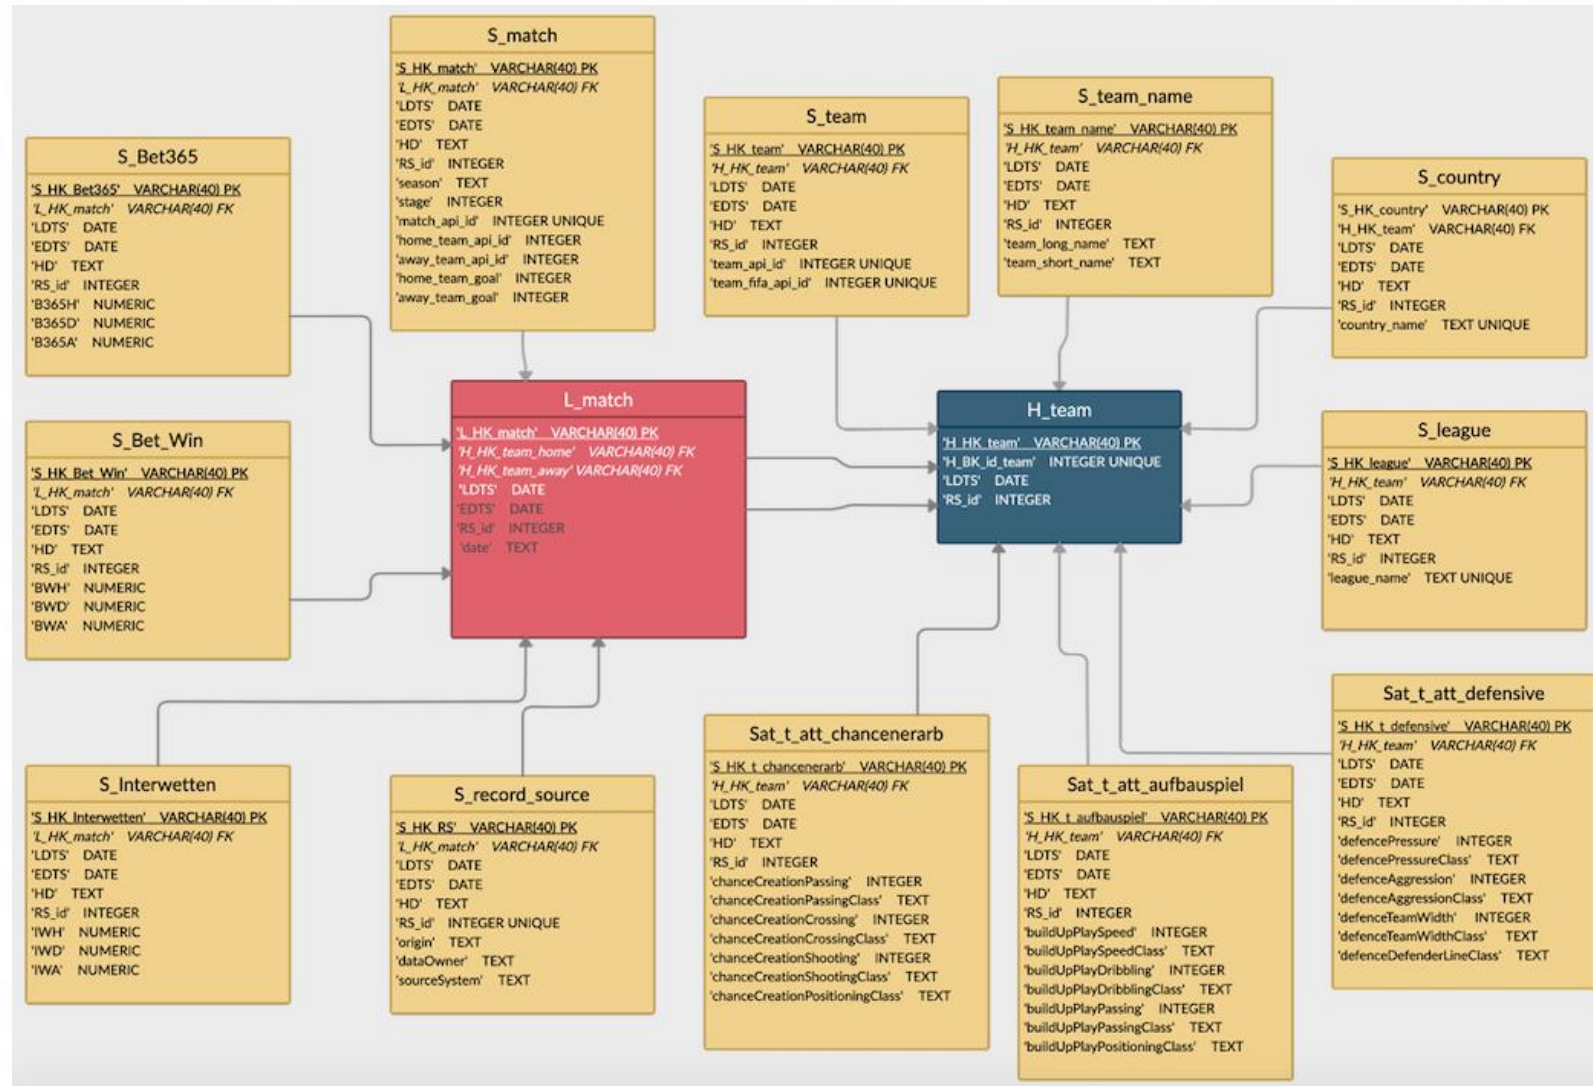 S_match
'S_HK_match' VARCHAR(40) PK
'L_HK_match' VARCHAR(40) FK
'LDTS' DATE
'EDTS' DATE
'HD' TEXT
'RS_id' INTEGER
'season' TEXT
'stage' INTEGER
'match_api_id' INTEGER UNIQUE
'home_team_api_id' INTEGER
'away_team_api_id' INTEGER
'home_team_goal' INTEGER
'away_team_goal' INTEGER
S_team
'S_HK_team' VARCHAR(40) PK
'H_HK_team' VARCHAR(40) FK
'LDTS' DATE
'EDTS' DATE
'HD' TEXT
'RS_id' INTEGER
'team_api_id' INTEGER UNIQUE
'team_fifa_api_id' INTEGER UNIQUE
S_team_name
'S_HK_team_name' VARCHAR(40) PK
'H_HK_team' VARCHAR(40) FK
'LDTS' DATE
'EDTS' DATE
'HD' TEXT
'RS_id' INTEGER
'team_long_name' TEXT
'team_short_name' TEXT
S_Bet365
'S_HK_Bet365' VARCHAR(40) PK
'L_HK_match' VARCHAR(40) FK
'LDTS' DATE
'EDTS' DATE
'HD' TEXT
'RS_id' INTEGER
'B365H' NUMERIC
'B365D' NUMERIC
'B365A' NUMERIC
S_country
'S_HK_country' VARCHAR(40) PK
'H_HK_team' VARCHAR(40) FK
'LDTS' DATE
'EDTS' DATE
'HD' TEXT
'RS_id' INTEGER
'country_name' TEXT UNIQUE
L_match
'L_HK_match' VARCHAR(40) PK
'H_HK_team_home' VARCHAR(40) FK
'H_HK_team_away' VARCHAR(40) FK
'LDTS' DATE
'EDTS' DATE
'RS_id' INTEGER
'date' TEXT
H_team
'H_HK_team' VARCHAR(40) PK
'H_BK_id_team' INTEGER UNIQUE
'LDTS' DATE
'RS_id' INTEGER
S_Bet_Win
'S_HK_Bet_Win' VARCHAR(40) PK
'L_HK_match' VARCHAR(40) FK
'LDTS' DATE
'EDTS' DATE
'HD' TEXT
'RS_id' INTEGER
'BWH' NUMERIC
'BWD' NUMERIC
'BWA' NUMERIC
S_league
'S_HK_league' VARCHAR(40) PK
'H_HK_team' VARCHAR(40) FK
'LDTS' DATE
'EDTS' DATE
'HD' TEXT
'RS_id' INTEGER
'league_name' TEXT UNIQUE
S_Interwetten
'S_HK_Interwetten' VARCHAR(40) PK
'L_HK_match' VARCHAR(40) FK
'LDTS' DATE
'EDTS' DATE
'HD' TEXT
'RS_id' INTEGER
'IWH' NUMERIC
'IWD' NUMERIC
'IWA' NUMERIC
S_record_source
'S_HK_RS' VARCHAR(40) PK
'L_HK_match' VARCHAR(40) FK
'LDTS' DATE
'EDTS' DATE
'HD' TEXT
'RS_id' INTEGER UNIQUE
'origin' TEXT
'dataOwner' TEXT
'sourceSystem' TEXT
Sat_t_att_chancenerarb
'S_HK_t_chancenerarb' VARCHAR(40) PK
'H_HK_team' VARCHAR(40) FK
'LDTS' DATE
'EDTS' DATE
'HD' TEXT
'RS_id' INTEGER
'chanceCreationPassing' INTEGER
'chanceCreationPassingClass' TEXT
'chanceCreationCrossing' INTEGER
'chanceCreationCrossingClass' TEXT
'chanceCreationShooting' INTEGER
'chanceCreationShootingClass' TEXT
'chanceCreationPositioningClass' TEXT
Sat_t_att_aufbauspiel
'S_HK_t_aufbauspiel' VARCHAR(40) PK
'H_HK_team' VARCHAR(40) FK
'LDTS' DATE
'EDTS' DATE
'HD' TEXT
'RS_id' INTEGER
'buildUpPlaySpeed' INTEGER
'buildUpPlaySpeedClass' TEXT
'buildUpPlayDribbling' INTEGER
'buildUpPlayDribblingClass' TEXT
'buildUpPlayPassing' INTEGER
'buildUpPlayPassingClass' TEXT
'buildUpPlayPositioningClass' TEXT
Sat_t_att_defensive
'S_HK_t_defensive' VARCHAR(40) PK
'H_HK_team' VARCHAR(40) FK
'LDTS' DATE
'EDTS' DATE
'HD' TEXT
'RS_id' INTEGER
'defencePressure' INTEGER
'defencePressureClass' TEXT
'defenceAggression' INTEGER
'defenceAggressionClass' TEXT
'defenceTeamWidth' INTEGER
'defenceTeamWidthClass' TEXT
'defenceDefenderLineClass' TEXT